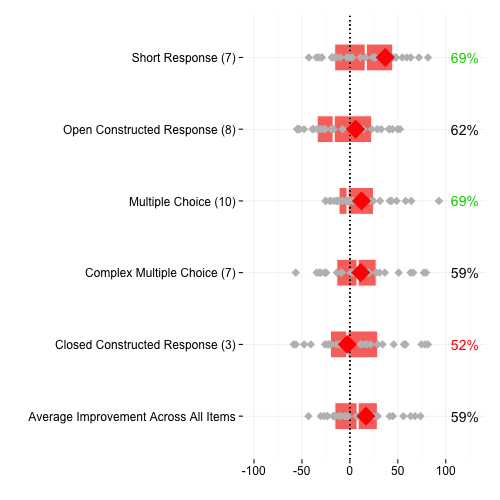 Short Response (7) 69%
Open Constructed Response (8) 62%
Multiple Choice (10) 69%
Complex Multiple Choice (7) 59%
Closed Constructed Response (3) 52%
Average Improvement Across All Items 59%
-100 -50 0 50 100